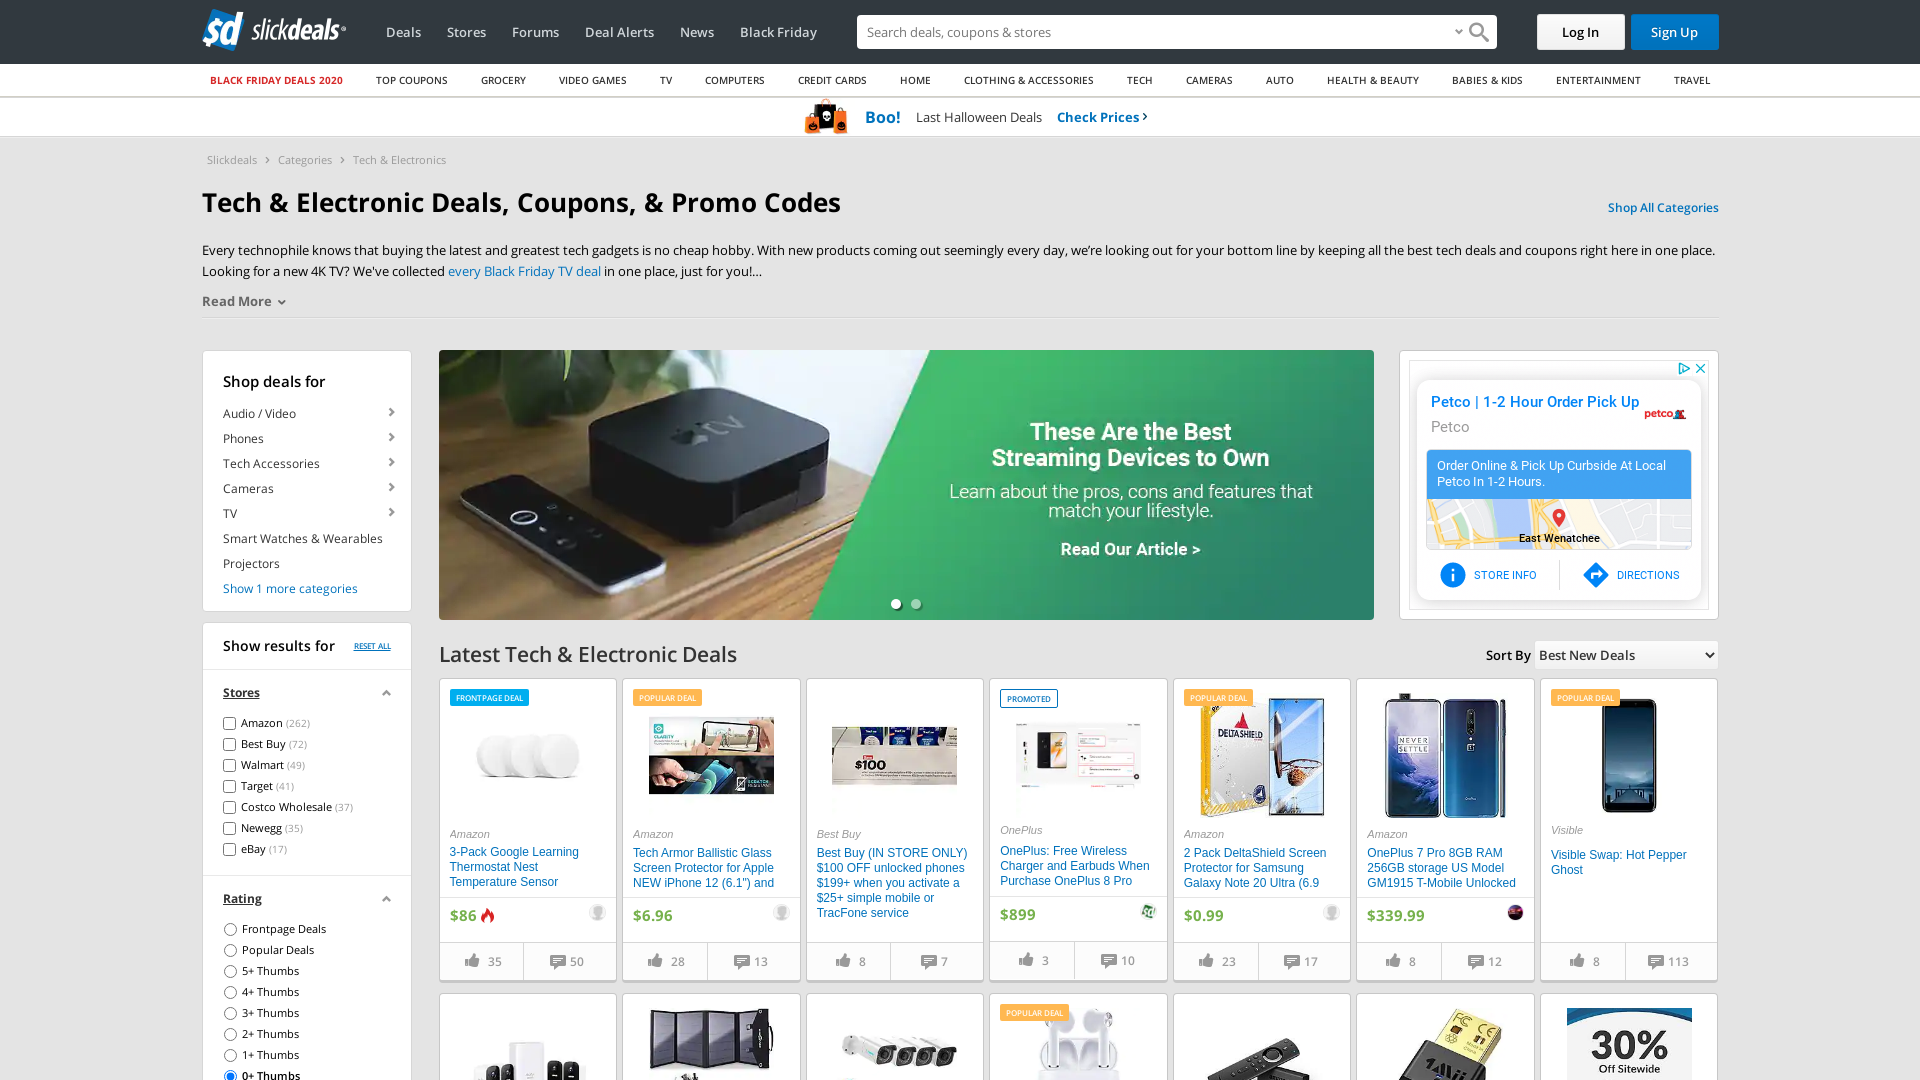 slickdeals
Deals
Stores
Forums
Deal Alerts
News
Black Friday
Search deals, coupons & stores
Log In
Sign Up
BLACK FRIDAY DEALS 2020
TOP COUPONS
GROCERY
VIDEO GAMES
TV
COMPUTERS
CREDIT CARDS
HOME
CLOTHING & ACCESSORIES
TECH
CAMERAS
AUTO
HEALTH & BEAUTY
BABIES & KIDS
ENTERTAINMENT
TRAVEL
Boo! Last Halloween Deals Check Prices
Slickdeals > Categories > Tech & Electronics
Tech & Electronic Deals, Coupons, & Promo Codes
Shop All Categories
Every technophile knows that buying the latest and greatest tech gadgets is no cheap hobby. With new products coming out seemingly every day, we’re looking out for your bottom line by keeping all the best tech deals and coupons right here in one place.
Looking for a new 4K TV? We've collected every Black Friday TV deal in one place, just for you!...
Read More
Shop deals for
Audio / Video
Phones
Tech Accessories
Cameras
TV
Smart Watches & Wearables
Projectors
Show 1 more categories
Show results for
RESET ALL
Stores
Amazon (262)
Best Buy (72)
Walmart (49)
Target (41)
Costco Wholesale (37)
Newegg (35)
eBay (17)
Rating
Frontpage Deals
Popular Deals
5+ Thumbs
4+ Thumbs
3+ Thumbs
2+ Thumbs
1+ Thumbs
0+ Thumbs
tv
These Are the Best
Streaming Devices to Own
Learn about the pros, cons and features that
match your lifestyle.
Read Our Article >
Petco | 1-2 Hour Order Pick Up
petco
Petco
Order Online & Pick Up Curbside At Local
Petco In 1-2 Hours.
East Wenatchee
STORE INFO
DIRECTIONS
Latest Tech & Electronic Deals
Sort By
Best New Deals
FRONTPAGE DEAL
Amazon
3-Pack Google Learning
Thermostat Nest
Temperature Sensor
$86
35
50
POPULAR DEAL
CLARITY
Amazon
Tech Armor Ballistic Glass
Screen Protector for Apple
NEW iPhone 12 (6.1") and
$6.96
28
13
$100
Best Buy
Best Buy (IN STORE ONLY)
$100 OFF unlocked phones
$199+ when you activate a
$25+ simple mobile or
TracFone service
8
7
PROMOTED
OnePlus
OnePlus: Free Wireless
Charger and Earbuds When
Purchase OnePlus 8 Pro
$899
3
10
POPULAR DEAL
DELTASHIELD
Amazon
2 Pack DeltaShield Screen
Protector for Samsung
Galaxy Note 20 Ultra (6.9
$0.99
23
17
NEVER
SETTLE
Amazon
OnePlus 7 Pro 8GB RAM
256GB storage US Model
GM1915 T-Mobile Unlocked
$339.99
8
12
POPULAR DEAL
Visible
Visible Swap: Hot Pepper
Ghost
8
113
POPULAR DEAL
1Mii
30%
Off Sitewide